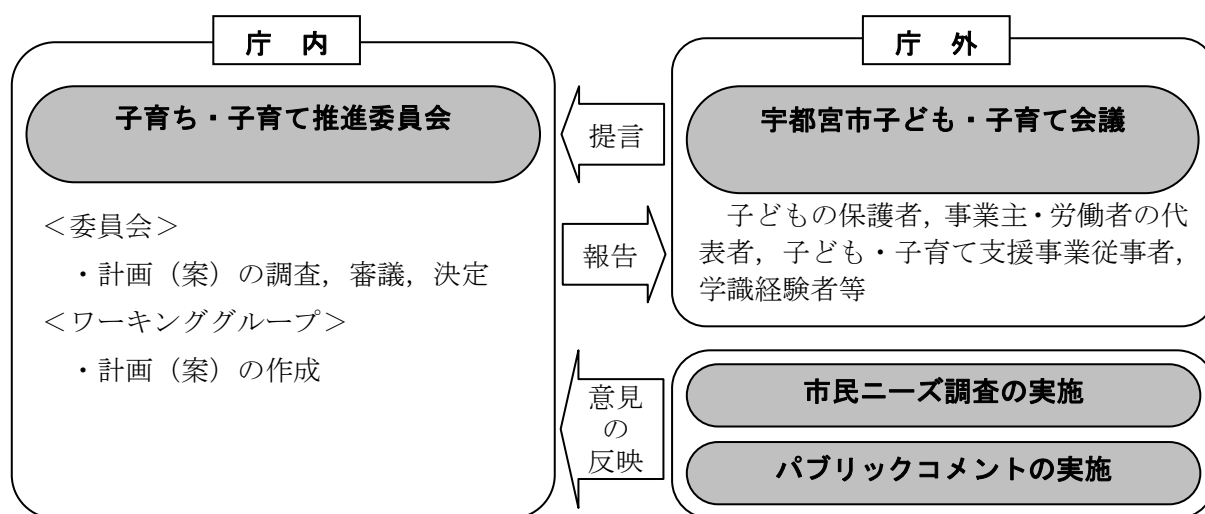 庁 内
子育ち・子育て推進委員会
＜委員会＞
・計画（案）の調査，審議，決定
＜ワーキンググループ＞
・計画（案）の作成
提言
報告
意見
の
反映
庁 外
宇都宮市子ども・子育て会議
子どもの保護者，事業主・労働者の代
表者，子ども・子育て支援事業従事者，
学識経験者等
市民ニーズ調査の実施
パブリックコメントの実施